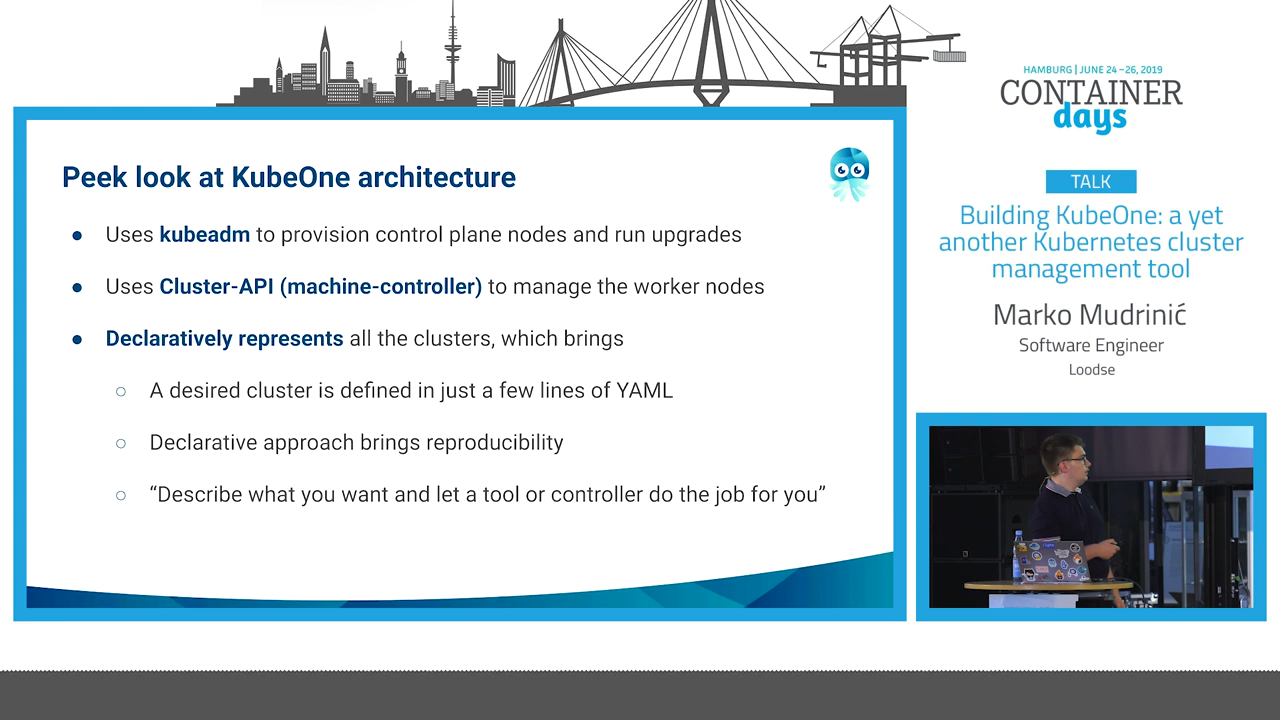 HAMBURG | JUNE 24 – 26, 2019
CONTAINER
days
TALK
Building KubeOne: a yet
another Kubernetes cluster
management tool
Marko Mudrinić
Software Engineer
Loodse
Peek look at KubeOne architecture
● Uses kubeadm to provision control plane nodes and run upgrades
● Uses Cluster-API (machine-controller) to manage the worker nodes
● Declaratively represents all the clusters, which brings
○ A desired cluster is defined in just a few lines of YAML
○ Declarative approach brings reproducibility
○ “Describe what you want and let a tool or controller do the job for you”